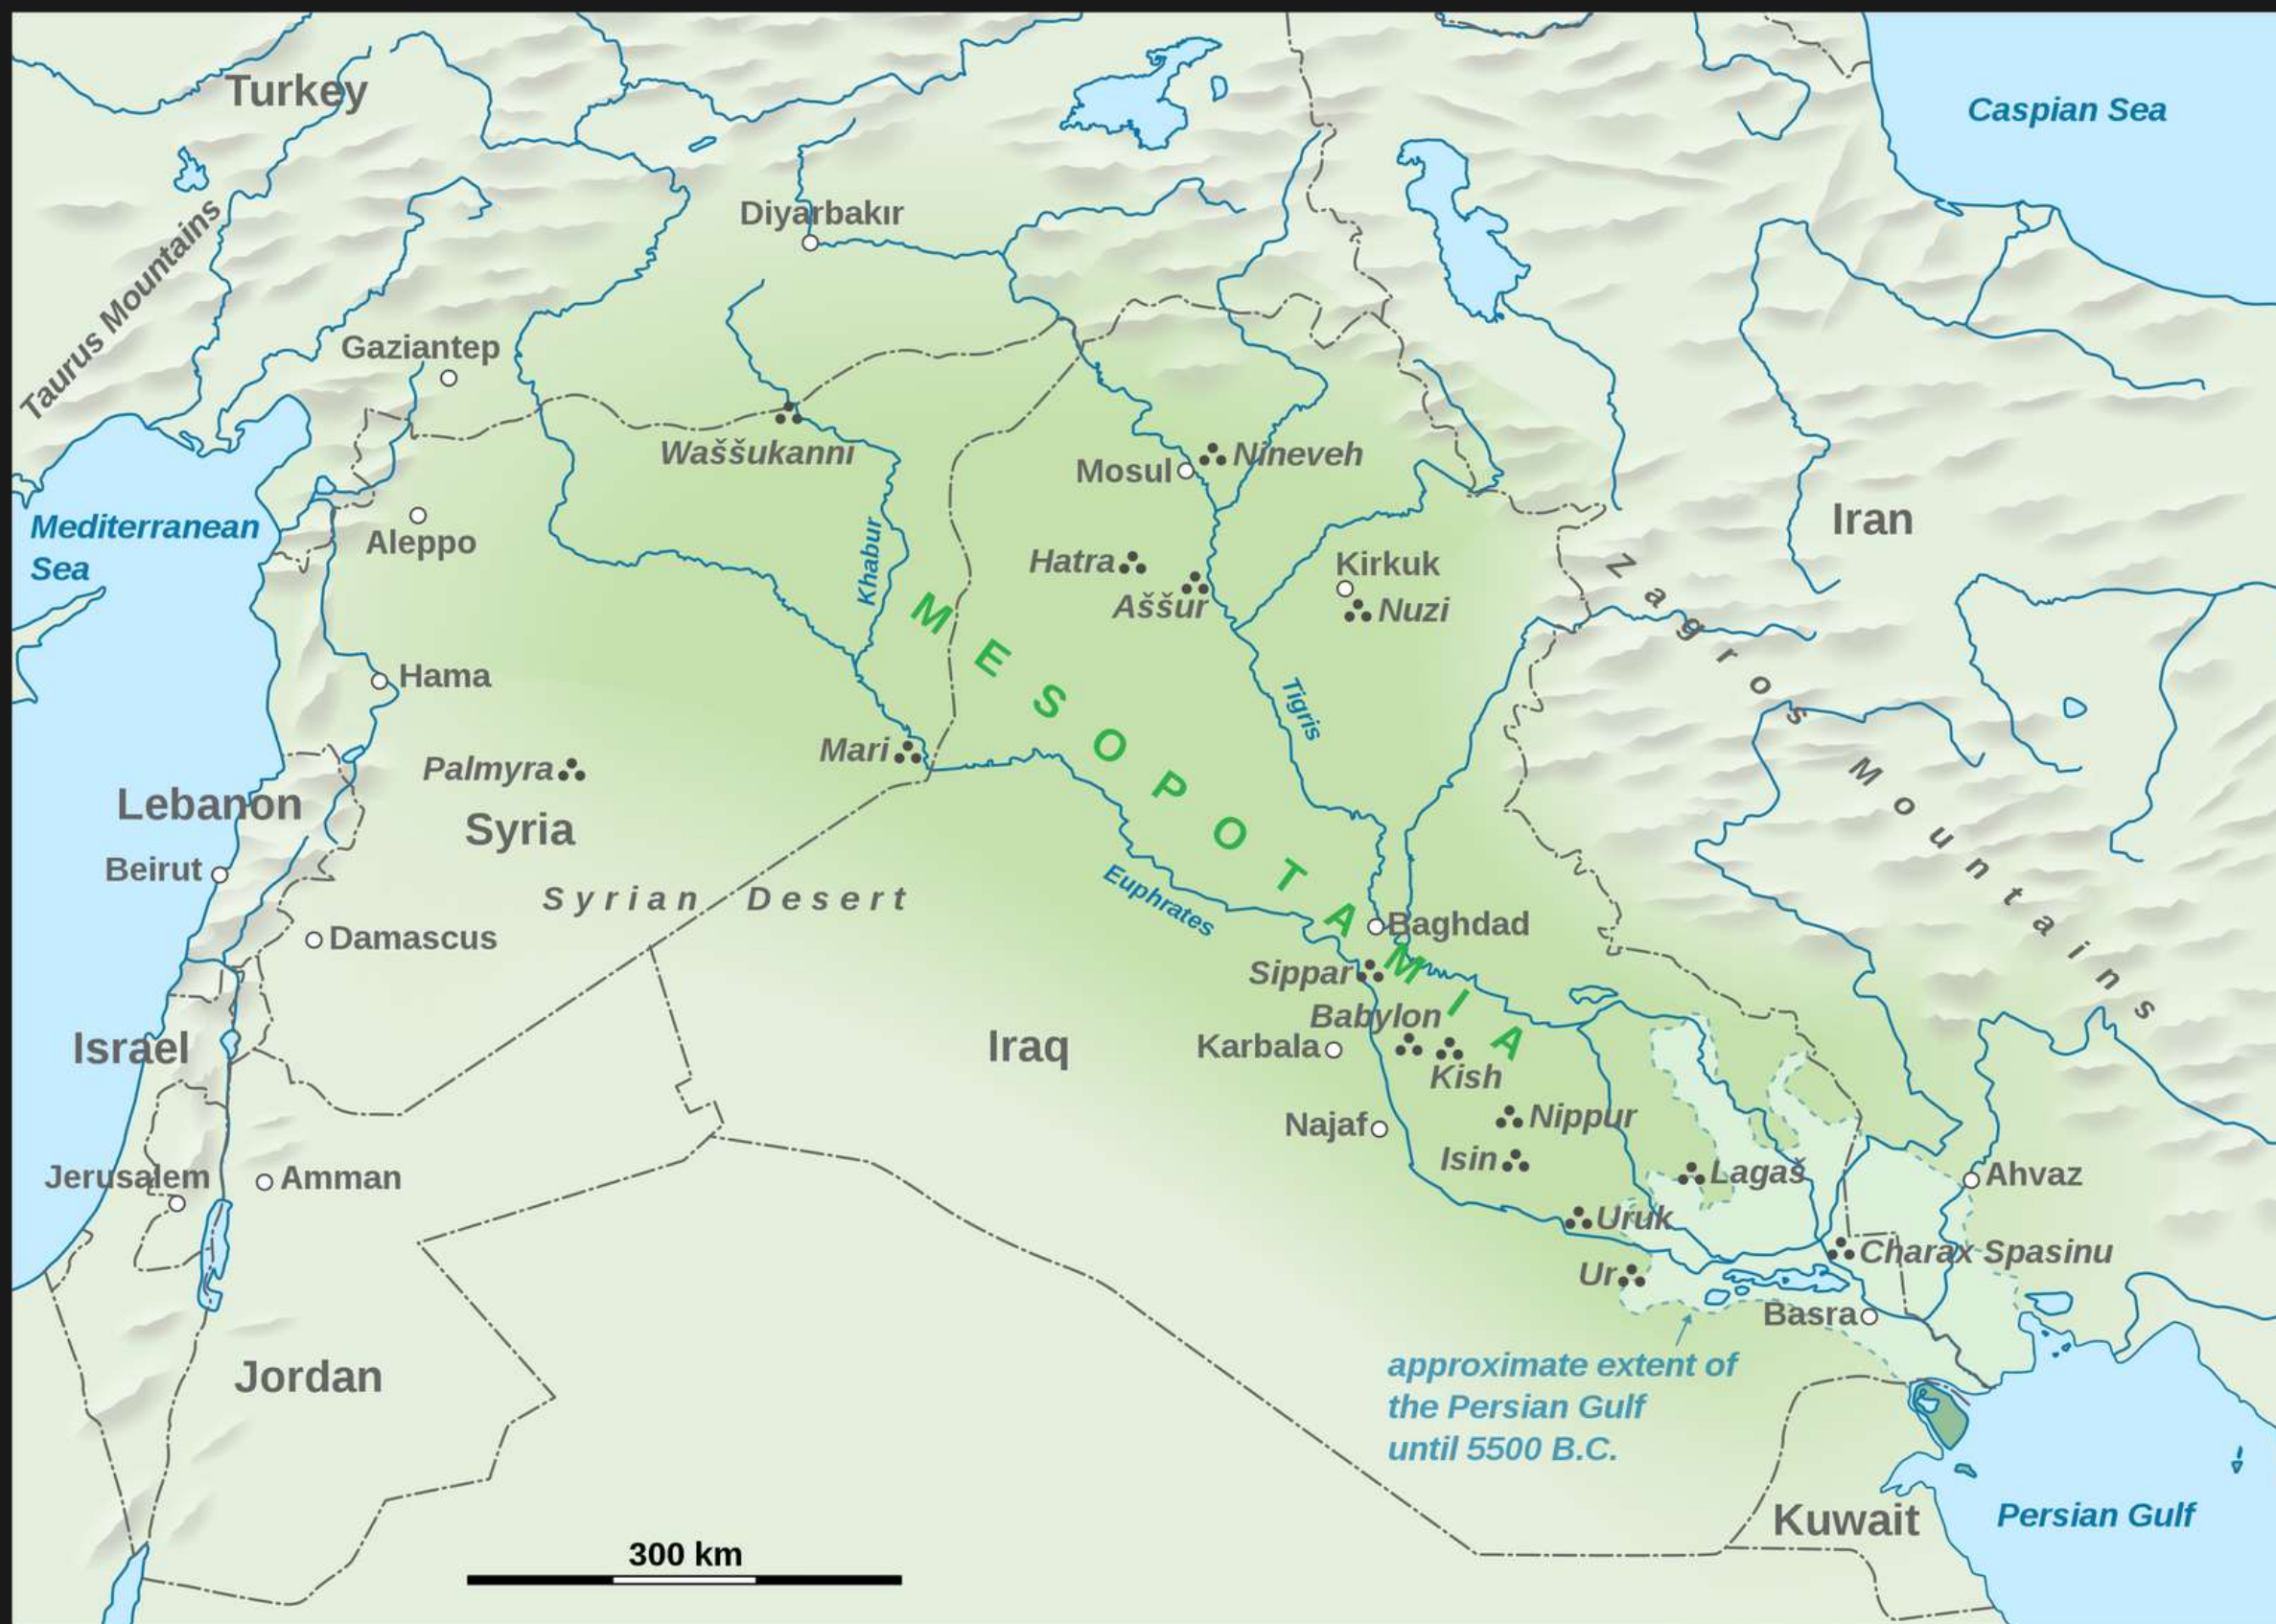 Turkey
Caspian Sea
Taurus Mountains
Diyarbakır
Gaziantep
Waššukanni
Mosul
Nineveh
Mediterranean
Sea
Aleppo
Khabur
Iran
Hatra
Aššur
Kirkuk
Nuzi
Zagros Mountains
MESOPOTAMIA
Hama
Tigris
Mari
Palmyra
Lebanon
Syria
Beirut
Syrian Desert
Euphrates
Damascus
Baghdad
Sippar
Babylon
Israel
Iraq
Karbala
Kish
Najaf
Nippur
Isin
Lagaš
Jerusalem
Amman
Ahvaz
Uruk
Charax Spasinu
Ur
Basra
Jordan
approximate extent of
the Persian Gulf
until 5500 B.C.
Kuwait
Persian Gulf
300 km